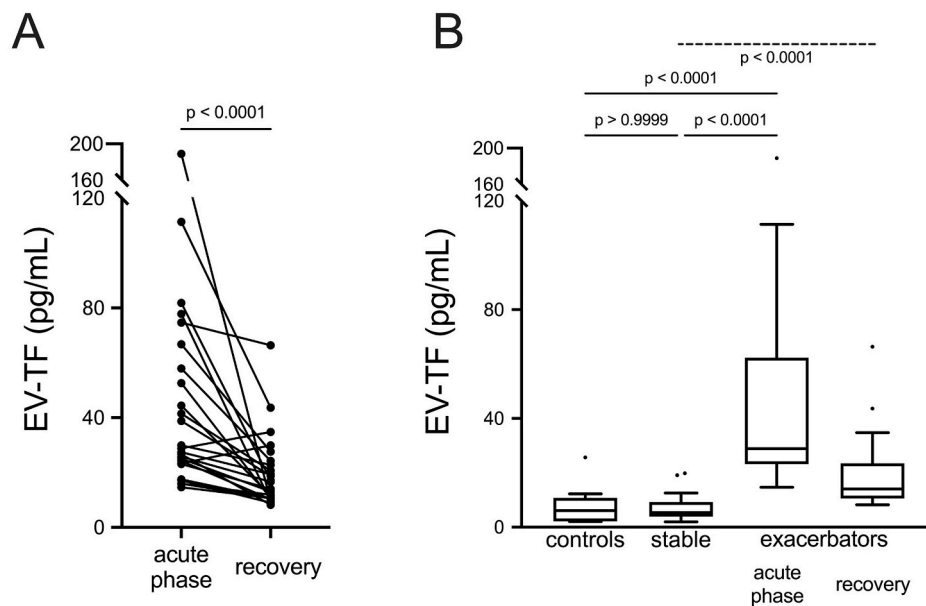 A
B
p < 0.0001
p < 0.0001
p < 0.0001
p > 0.9999
p < 0.0001
EV-TF (pg/mL)
200
160
120
80
40
0
acute
phase
recovery
EV-TF (pg/mL)
200
160
120
80
40
0
controls
stable
exacerbators
acute
phase
recovery